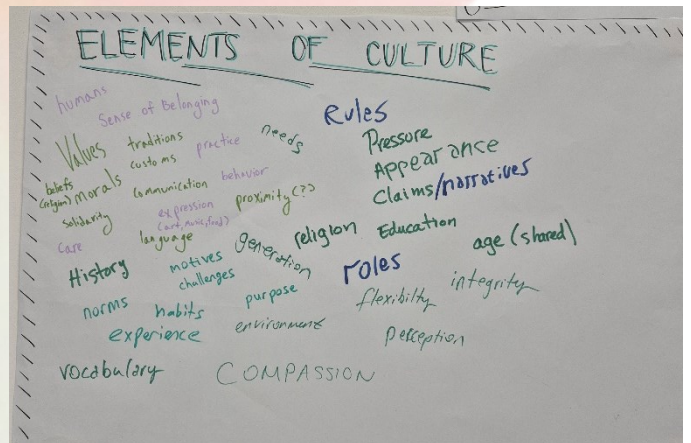 ELEMENTS OF CULTURE
humans
Sense of Belonging
Rules
Values
traditions
customs
practice
needs
Pressure
Appearance
beliefs
(religion)
morals
communication
behavior
Claims/narratives
solidarity
expression
(art, music, food)
proximity(??)
care
language
generation
religion
Education
age (shared)
History
motives
challenges
roles
norms
habits
purpose
flexibilty
integrity
experience
environment
perception
vocabulary
COMPASSION